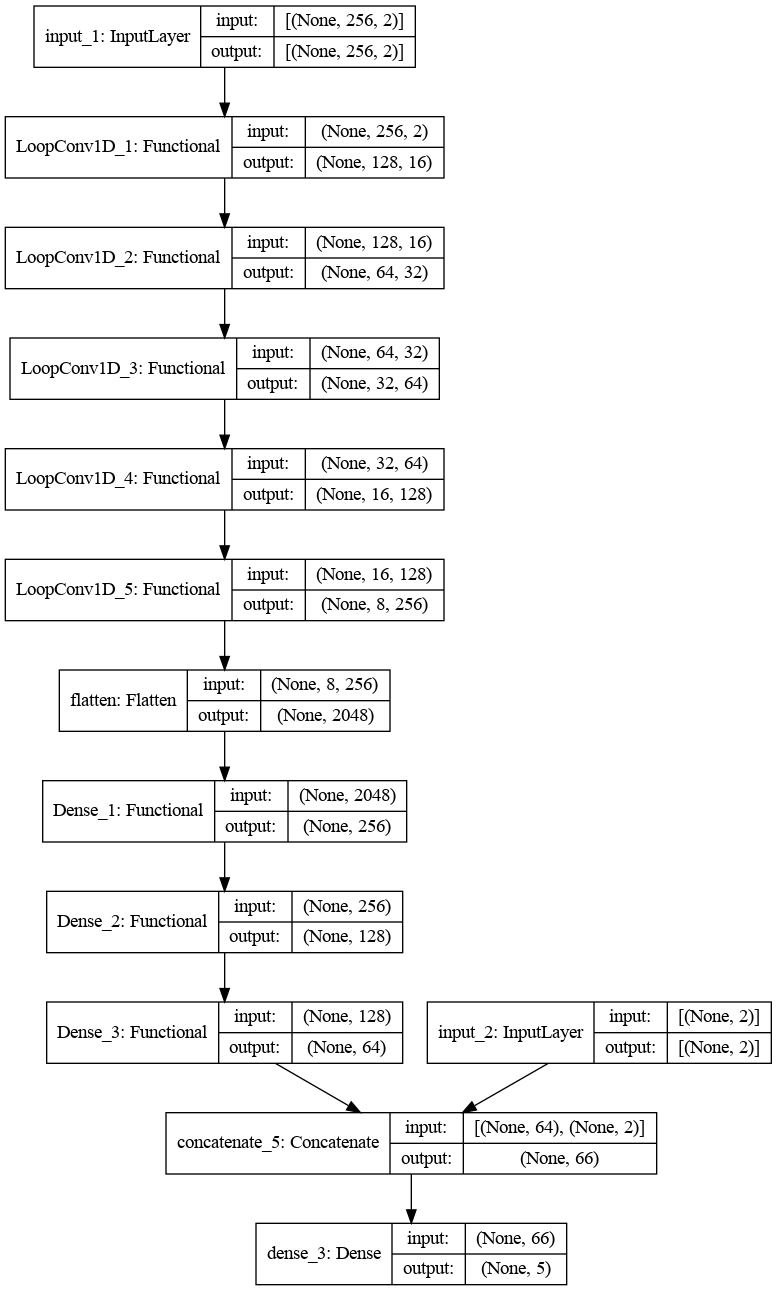 input_1: InputLayer
input: [(None, 256, 2)]
output: [(None, 256, 2)]
LoopConv1D_1: Functional
input: (None, 256, 2)
output: (None, 128, 16)
LoopConv1D_2: Functional
input: (None, 128, 16)
output: (None, 64, 32)
LoopConv1D_3: Functional
input: (None, 64, 32)
output: (None, 32, 64)
LoopConv1D_4: Functional
input: (None, 32, 64)
output: (None, 16, 128)
LoopConv1D_5: Functional
input: (None, 16, 128)
output: (None, 8, 256)
flatten: Flatten
input: (None, 8, 256)
output: (None, 2048)
Dense_1: Functional
input: (None, 2048)
output: (None, 256)
Dense_2: Functional
input: (None, 256)
output: (None, 128)
Dense_3: Functional
input: (None, 128)
output: (None, 64)
input_2: InputLayer
input: [(None, 2)]
output: [(None, 2)]
concatenate_5: Concatenate
input: [(None, 64), (None, 2)]
output: (None, 66)
dense_3: Dense
input: (None, 66)
output: (None, 5)